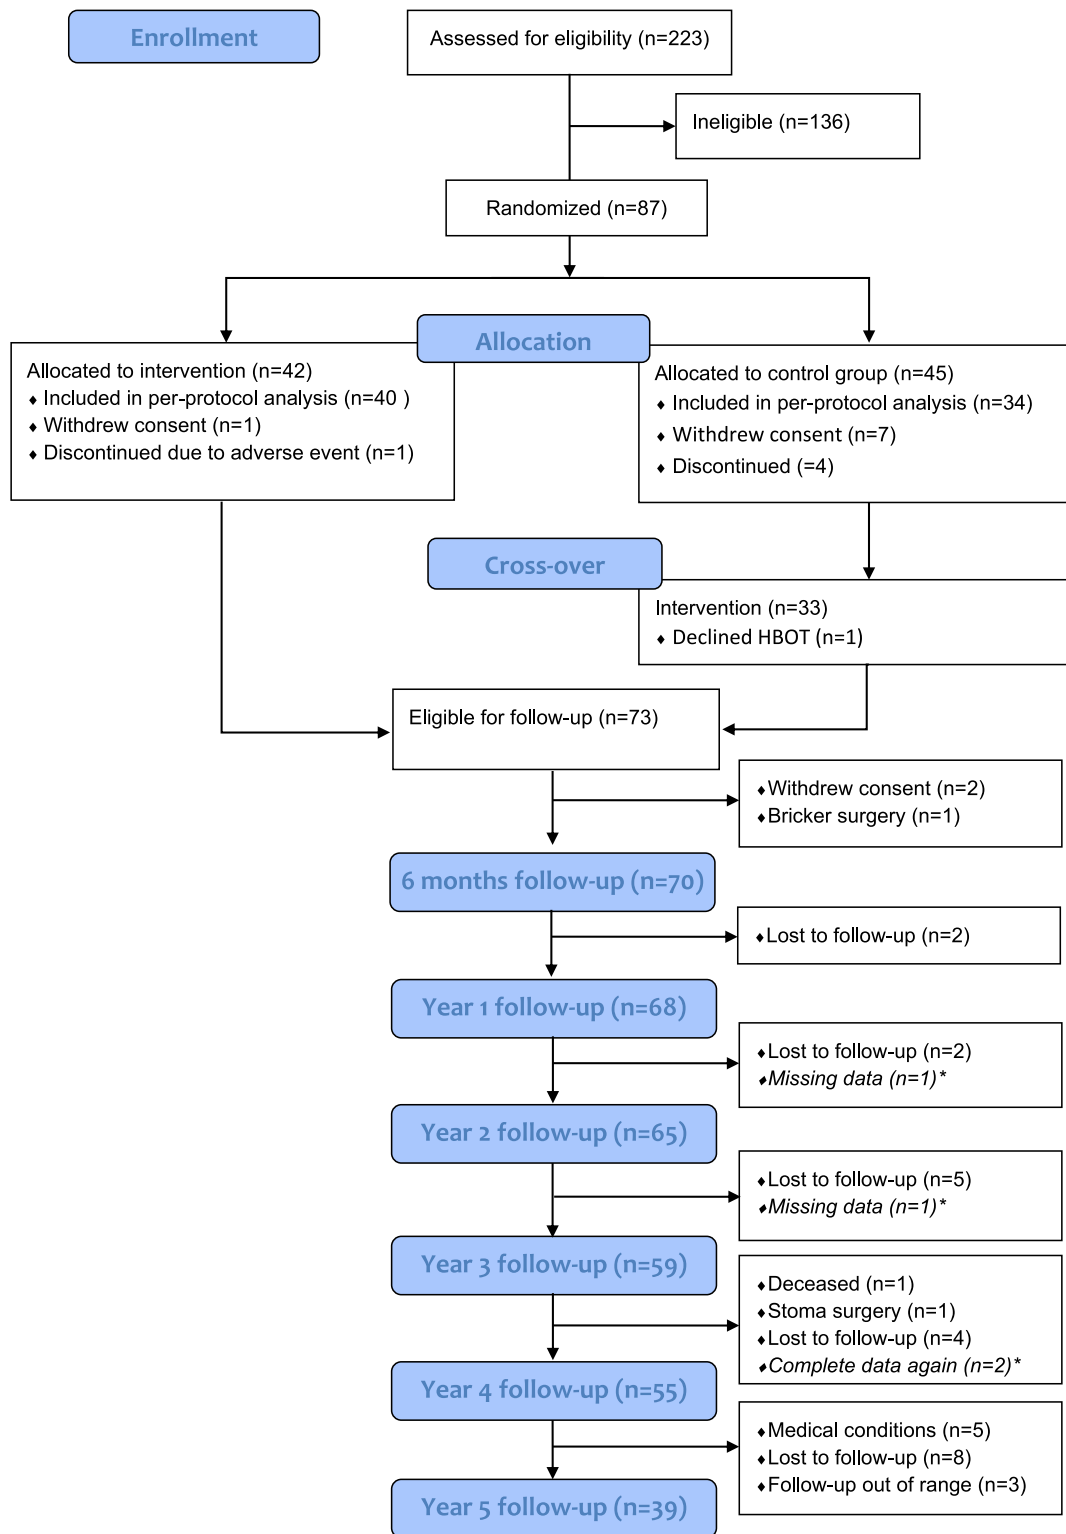 Enrollment
Assessed for eligibility (n=223)
Ineligible (n=136)
Randomized (n=87)
Allocation
Allocated to intervention (n=42)
♦ Included in per-protocol analysis (n=40 )
♦ Withdrew consent (n=1)
♦ Discontinued due to adverse event (n=1)
Allocated to control group (n=45)
♦ Included in per-protocol analysis (n=34)
♦ Withdrew consent (n=7)
♦ Discontinued (=4)
Cross-over
Intervention (n=33)
♦ Declined HBOT (n=1)
Eligible for follow-up (n=73)
♦Withdrew consent (n=2)
♦Bricker surgery (n=1)
6 months follow-up (n=70)
♦Lost to follow-up (n=2)
Year 1 follow-up (n=68)
♦Lost to follow-up (n=2)
♦Missing data (n=1)*
Year 2 follow-up (n=65)
♦Lost to follow-up (n=5)
♦Missing data (n=1)*
Year 3 follow-up (n=59)
♦Deceased (n=1)
♦Stoma surgery (n=1)
♦Lost to follow-up (n=4)
♦Complete data again (n=2)*
Year 4 follow-up (n=55)
♦Medical conditions (n=5)
♦Lost to follow-up (n=8)
♦Follow-up out of range (n=3)
Year 5 follow-up (n=39)